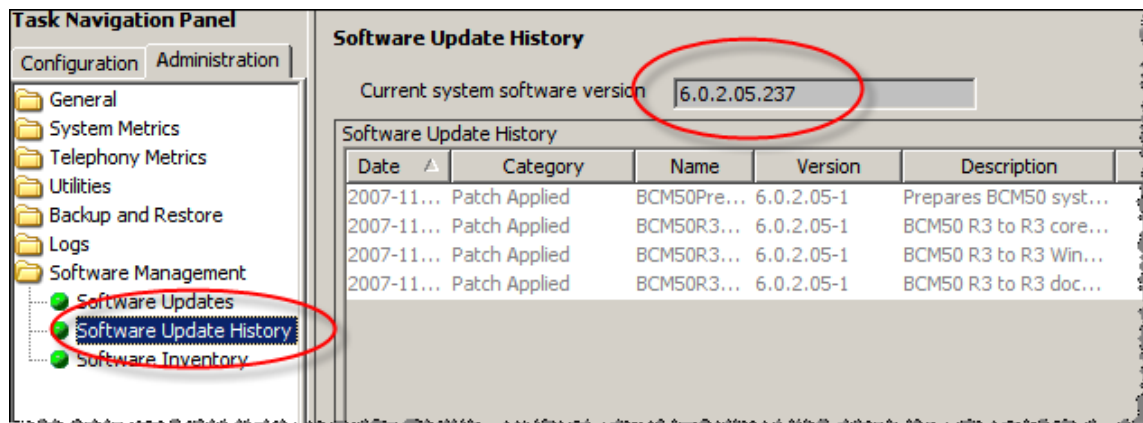 Task Navigation Panel
Configuration Administration
General
System Metrics
Telephony Metrics
Utilities
Backup and Restore
Logs
Software Management
Software Updates
Software Update History
Software Inventory
Software Update History
Current system software version 6.0.2.05.237
Software Update History
Date Category Name Version Description
2007-11... Patch Applied BCM50Pre... 6.0.2.05-1 Prepares BCM50 syst...
2007-11... Patch Applied BCM50R3... 6.0.2.05-1 BCM50 R3 to R3 core...
2007-11... Patch Applied BCM50R3... 6.0.2.05-1 BCM50 R3 to R3 Win...
2007-11... Patch Applied BCM50R3... 6.0.2.05-1 BCM50 R3 to R3 doc...